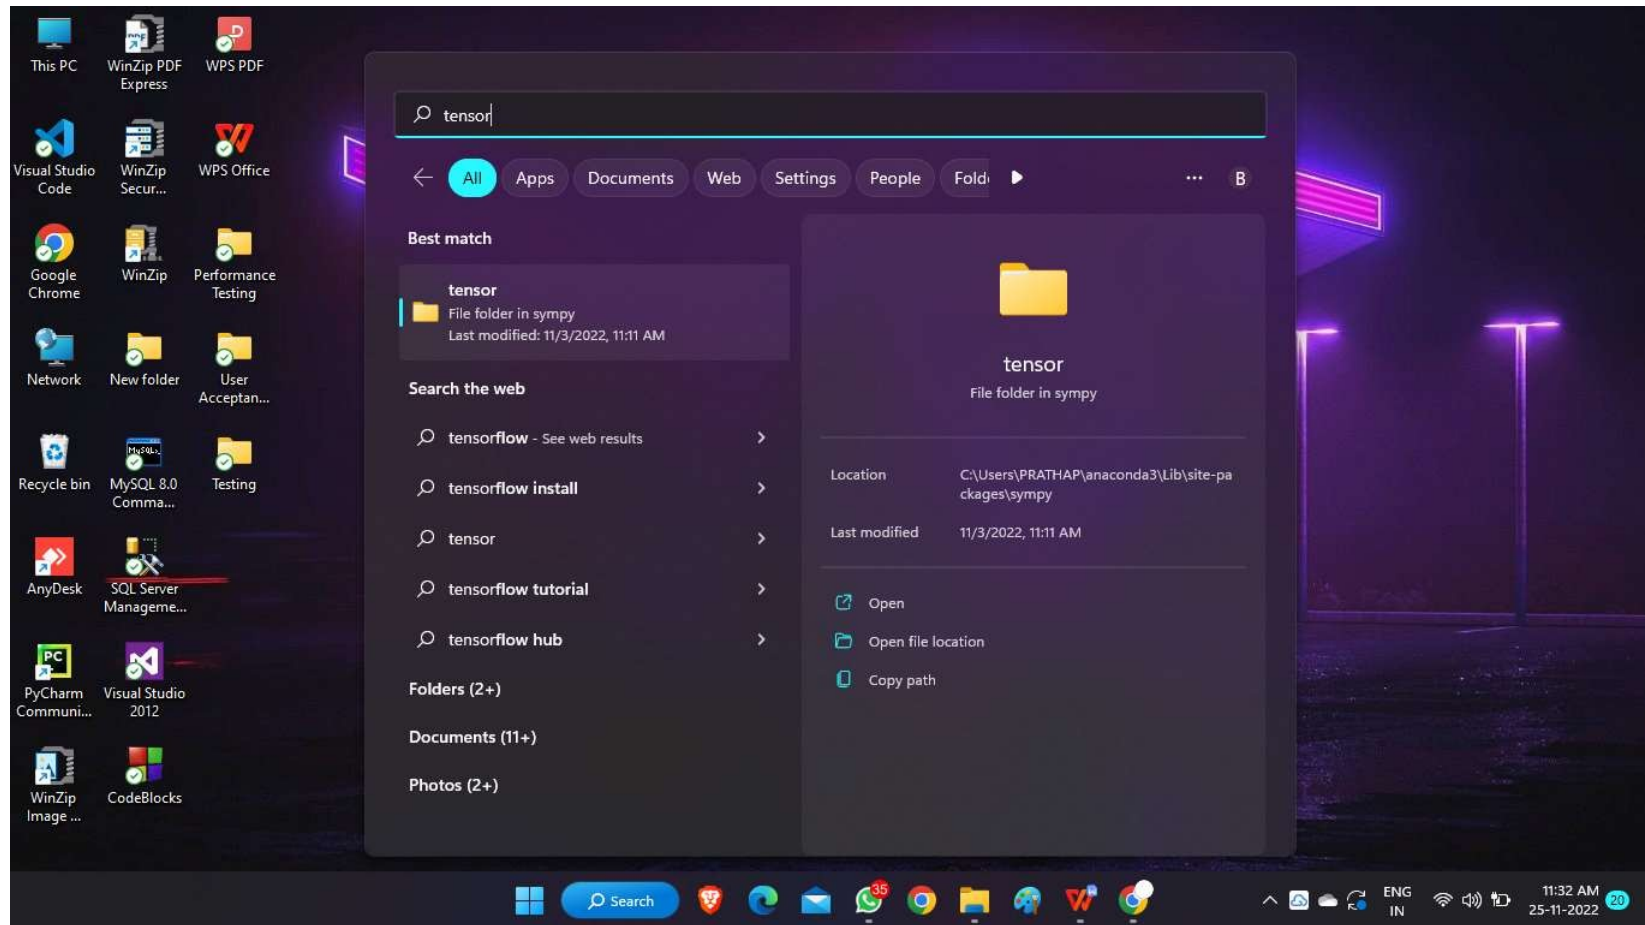 This PC
WinZip PDF
Express
WPS PDF
Visual Studio
Code
WinZip
Secur...
WPS Office
Google
Chrome
WinZip
Performance
Testing
Network
New folder
User
Acceptan...
Recycle bin
MySQL 8.0
Comma...
Testing
AnyDesk
SQL Server
Manageme...
PyCharm
Communi...
Visual Studio
2012
WinZip
Image ...
CodeBlocks
tensor
All Apps Documents Web Settings People Folde ... B
Best match
tensor
File folder in sympy
Last modified: 11/3/2022, 11:11 AM
Search the web
tensorflow - See web results
tensorflow install
tensor
tensorflow tutorial
tensorflow hub
Folders (2+)
Documents (11+)
Photos (2+)
tensor
File folder in sympy
Location C:\Users\PRATHAP\anaconda3\Lib\site-pa
ckages\sympy
Last modified 11/3/2022, 11:11 AM
Open
Open file location
Copy path
Search
35
ENG
IN
11:32 AM
25-11-2022
20